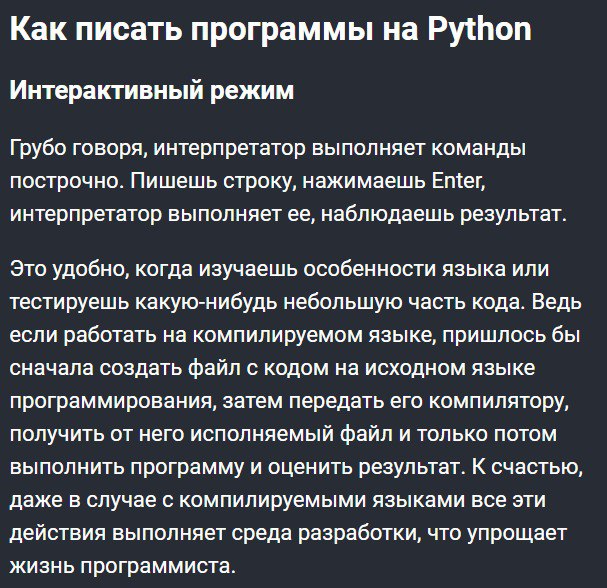 Как писать программы на Python
Интерактивный режим
Грубо говоря, интерпретатор выполняет команды
построчно. Пишешь строку, нажимаешь Enter,
интерпретатор выполняет ее, наблюдаешь результат.
Это удобно, когда изучаешь особенности языка или
тестируешь какую-нибудь небольшую часть кода. Ведь
если работать на компилируемом языке, пришлось бы
сначала создать файл с кодом на исходном языке
программирования, затем передать его компилятору,
получить от него исполняемый файл и только потом
выполнить программу и оценить результат. К счастью,
даже в случае с компилируемыми языками все эти
действия выполняет среда разработки, что упрощает
жизнь программиста.